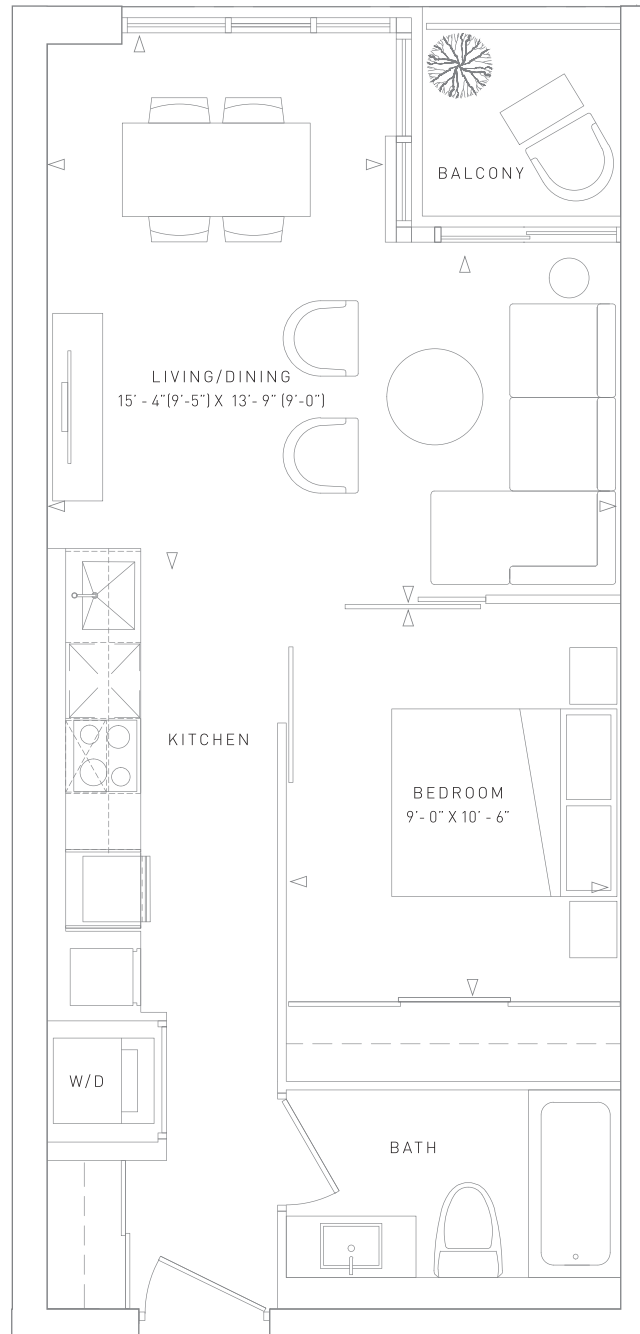 BALCONY
LIVING/DINING
15' - 4"(9'-5") X 13'- 9" (9'-0")
KITCHEN
BEDROOM
9'- 0" X 10' - 6"
W/D
BATH